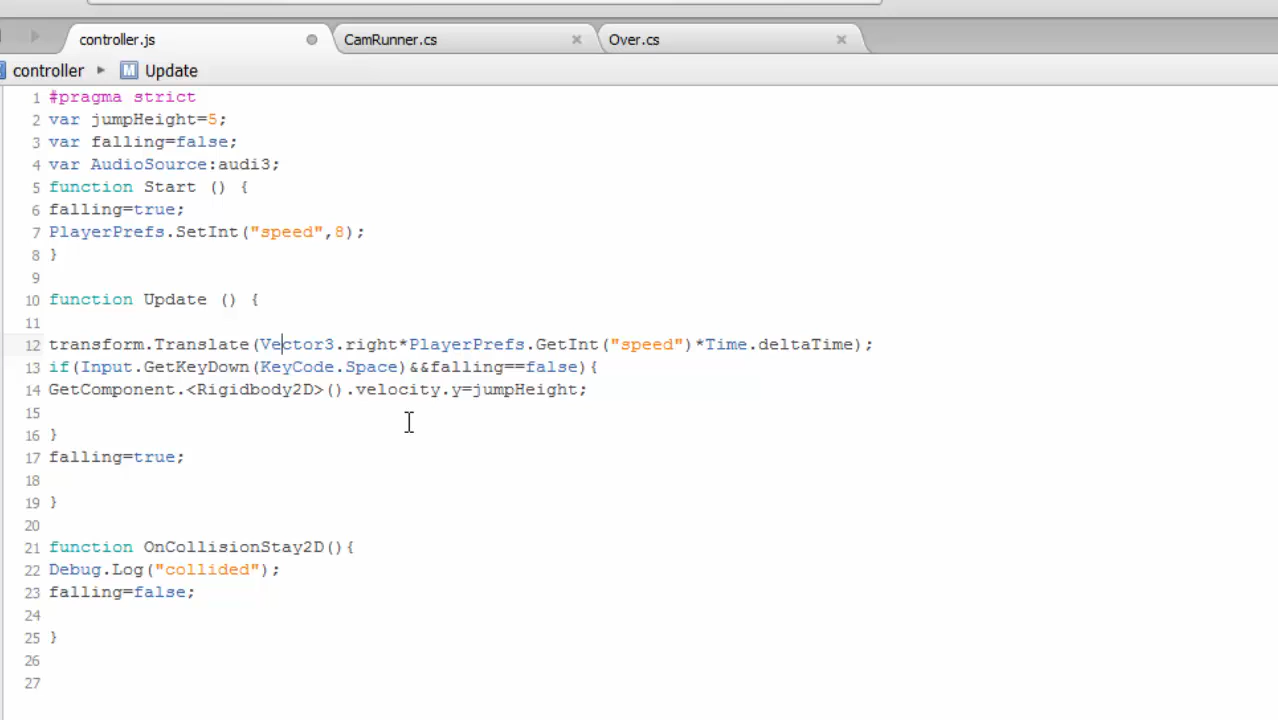 controller.js
CamRunner.cs
Over.cs
controller ▸ M Update
1 #pragma strict
2 var jumpHeight=5;
3 var falling=false;
4 var AudioSource:audi3;
5 function Start () {
6 falling=true;
7 PlayerPrefs.SetInt("speed",8);
8 }
9
10 function Update () {
11
12 transform.Translate(Vector3.right*PlayerPrefs.GetInt("speed")*Time.deltaTime);
13 if(Input.GetKeyDown(KeyCode.Space)&&falling==false){
14 GetComponent.<Rigidbody2D>().velocity.y=jumpHeight;
15
16 }
17 falling=true;
18
19 }
20
21 function OnCollisionStay2D(){
22 Debug.Log("collided");
23 falling=false;
24
25 }
26
27